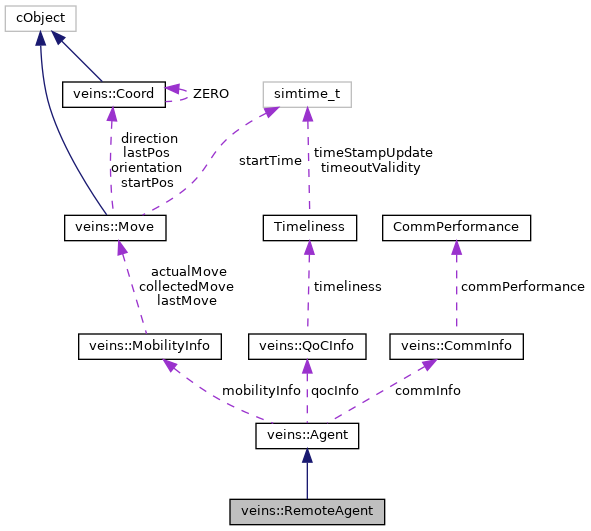 cObject
veins::Coord
ZERO
simtime_t
direction
lastPos
orientation
startPos
startTime
timeStampUpdate
timeoutValidity
veins::Move
Timeliness
CommPerformance
actualMove
collectedMove
lastMove
timeliness
commPerformance
veins::MobilityInfo
veins::QoCInfo
veins::CommInfo
mobilityInfo
qocInfo
commInfo
veins::Agent
veins::RemoteAgent